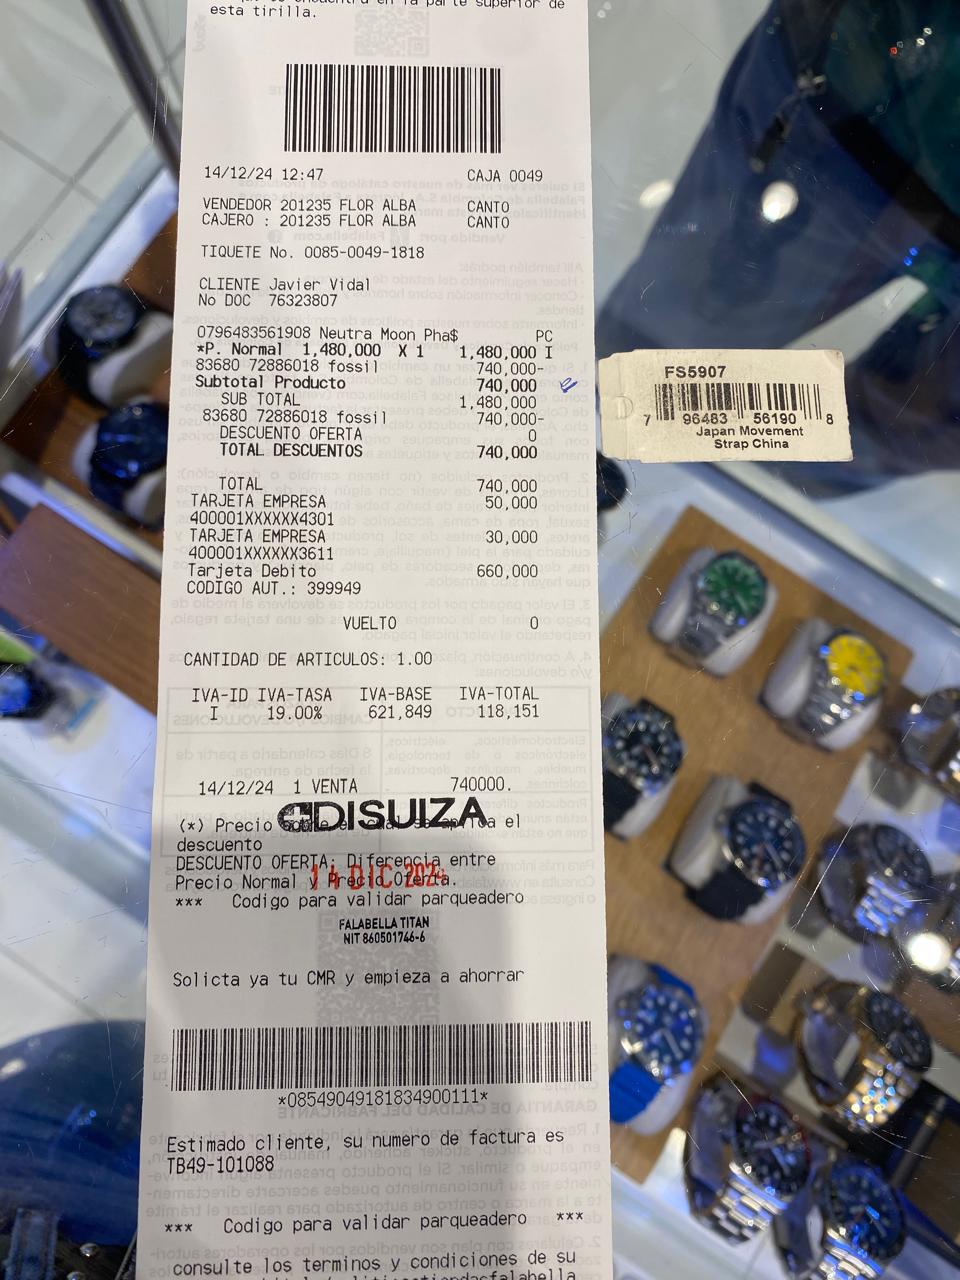 esta tirilla.
14/12/24 12:47 CAJA 0049
VENDEDOR 201235 FLOR ALBA CANTO
CAJERO : 201235 FLOR ALBA CANTO
TIQUETE No. 0085-0049-1818
CLIENTE Javier Vidal
No DOC 76323807
0796483561908 Neutra Moon Pha$ PC
*P. Normal 1,480,000 X 1 1,480,000 I
83680 72886018 fossil 740,000-
Subtotal Producto 740,000
SUB TOTAL 1,480,000
83680 72886018 fossil 740,000-
DESCUENTO OFERTA 0
TOTAL DESCUENTOS 740,000
TOTAL 740,000
TARJETA EMPRESA 50,000
400001XXXXXX4301
TARJETA EMPRESA 30,000
400001XXXXXX3611
Tarjeta Debito 660,000
CODIGO AUT.: 399949
VUELTO 0
CANTIDAD DE ARTICULOS: 1.00
IVA-ID IVA-TASA IVA-BASE IVA-TOTAL
I 19.00% 621,849 118,151
14/12/24 1 VENTA 740000.
DISUIZA
(*) Precio sobre el cual se aplica el
descuento
DESCUENTO OFERTA: Diferencia entre
Precio Normal y Precio Oferta.
14 DIC 2024
*** Codigo para validar parqueadero
FALABELLA TITAN
NIT 860501746-6
Solicta ya tu CMR y empieza a ahorrar
*08549049181834900111*
Estimado cliente, su numero de factura es
TB49-101088
*** Codigo para validar parqueadero ***
consulte los terminos y condiciones de su
FS5907
7 96483 56190 8
Japan Movement
Strap China